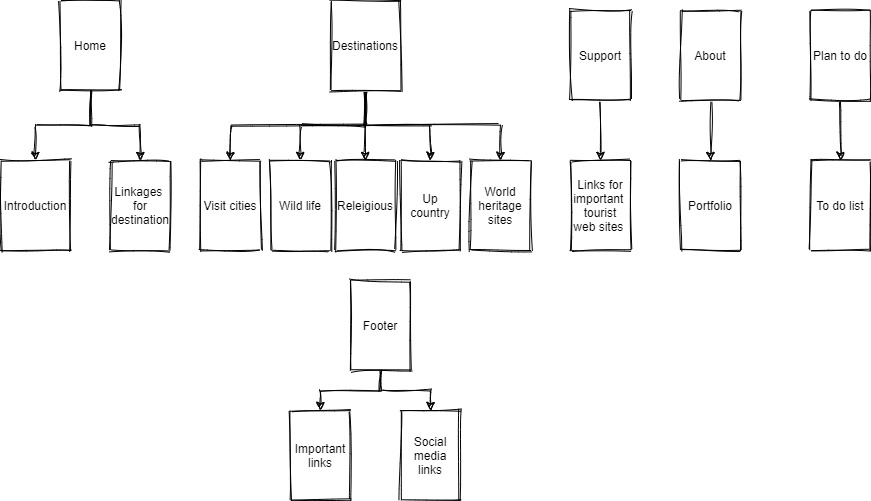 Home
Destinations
Support
About
Plan to do
Introduction
Linkages
for
destination
Visit cities
Wild life
Releigious
Up
country
World
heritage
sites
Links for
important
tourist
web sites
Portfolio
To do list
Footer
Important
links
Social
media
links